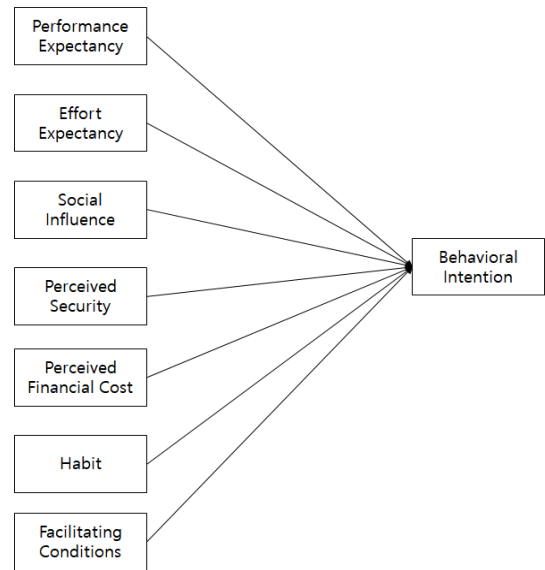 Performance
Expectancy
Effort
Expectancy
Social
Influence
Perceived
Security
Perceived
Financial Cost
Habit
Facilitating
Conditions
Behavioral
Intention